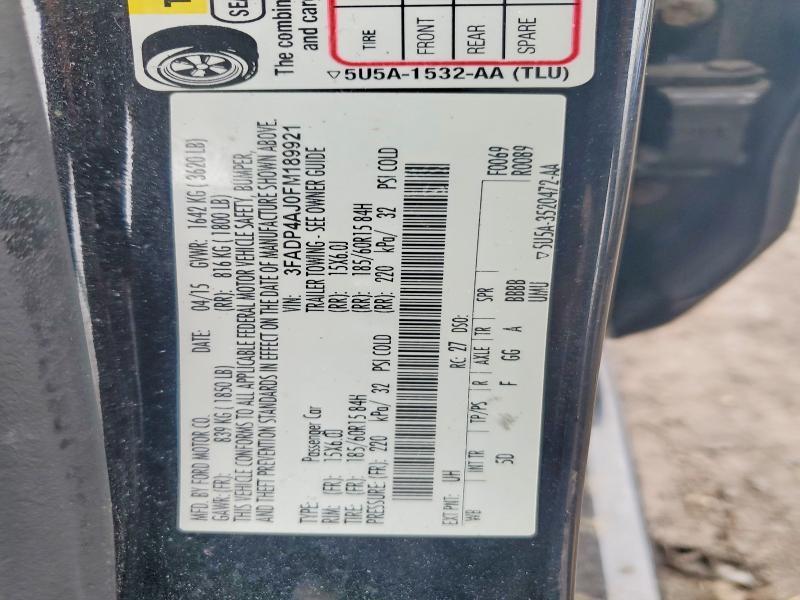 SEA
The combin
and carg
TIRE
FRONT
REAR
SPARE
▽5U5A-1532-AA (TLU)
MFD. BY FORD MOTOR CO. DATE: 04/15 GVWR: 1642 KG ( 3620 LB)
GAWR: (FR): 839 KG ( 1850 LB) (RR): 816 KG ( 1800 LB)
THIS VEHICLE CONFORMS TO ALL APPLICABLE FEDERAL MOTOR VEHICLE SAFETY, BUMPER,
AND THEFT PREVENTION STANDARDS IN EFFECT ON THE DATE OF MANUFACTURE SHOWN ABOVE.
VIN: 3FADP4AJ0FM189921
TYPE: Passenger Car TRAILER TOWING - SEE OWNER GUIDE
RIM: (FR): 15X6.0J (RR): 15X6.0J
TIRE: (FR): 185/60R15 84H (RR): 185/60R15 84H
PRESSURE (FR): 220 kPa/ 32 PSI COLD (RR): 220 kPa/ 32 PSI COLD
EXT PNT: UH RC: 27 DSO: F0069
R0089
WB INT TR TP/PS R AXLE TR SPR
5D F GG A BBBB
UMU
▽5U5A-3520472-AA